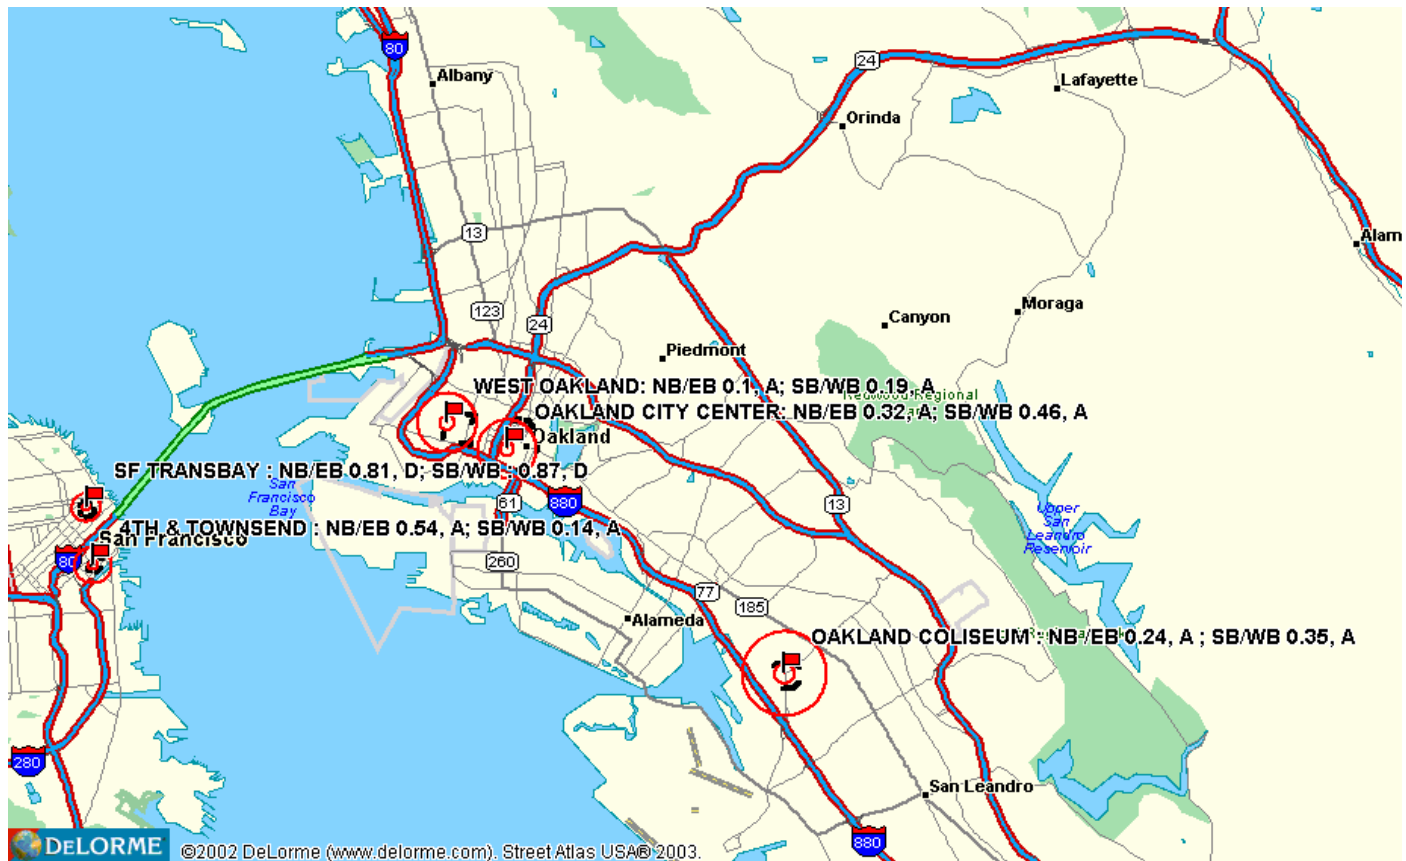 80
Albany
24
Lafayette
Orinda
Alam
13
Moraga
123
Canyon
24
Piedmont
WEST OAKLAND: NB/EB 0.1, A; SB/WB 0.19, A
Redwood Regional
OAKLAND CITY CENTER: NB/EB 0.32, A; SB/WB 0.46, A
Oakland
SF TRANSBAY : NB/EB 0.81, D; SB/WB : 0.87, D
San
Francisco
Bay
61
880
13
Upper
San
Leandro
Reservoir
4TH & TOWNSEND : NB/EB 0.54, A; SB/WB 0.14, A
San Francisco
80
260
77
185
Alameda
OAKLAND COLISEUM : NB /EB 0.24, A ; SB/WB 0.35, A
280
San Leandro
880
DELORME
©2002 DeLorme (www.delorme.com). Street Atlas USA® 2003.